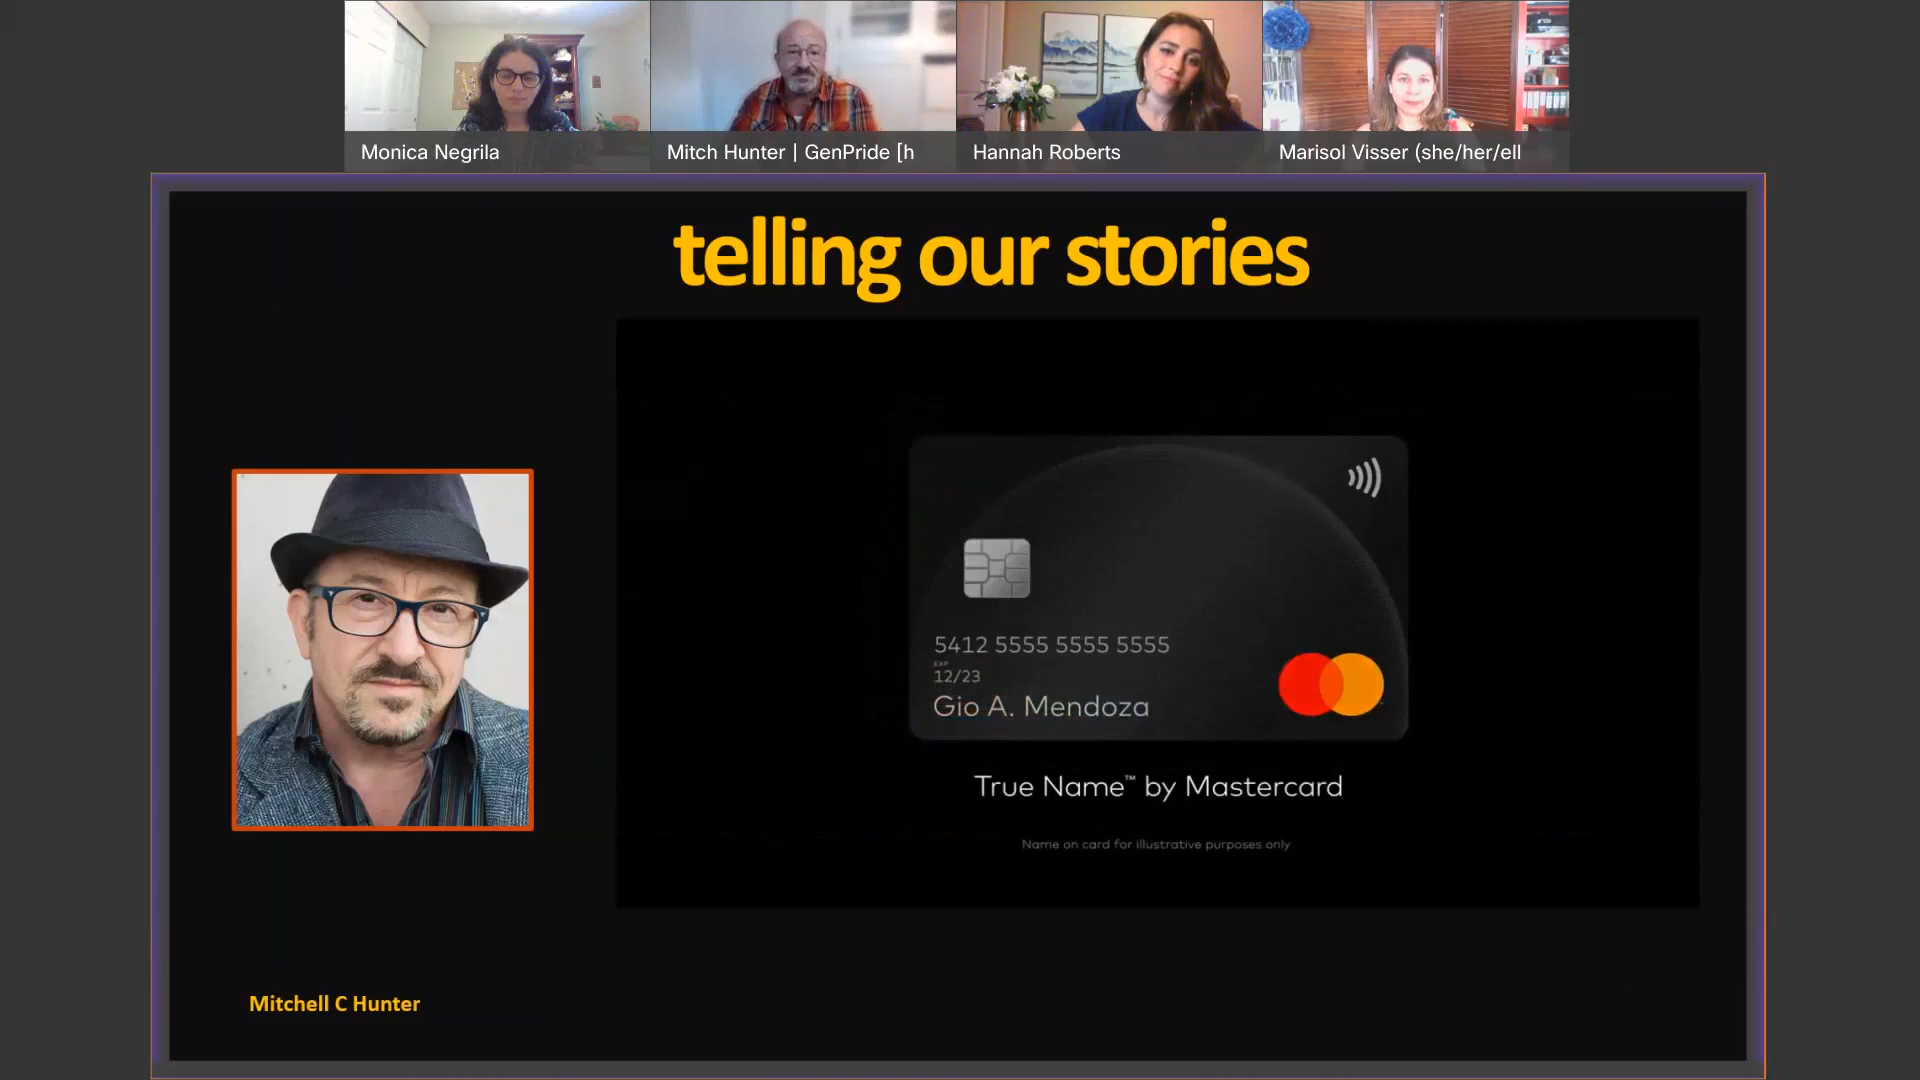 Monica Negrila
Mitch Hunter | GenPride [h
Hannah Roberts
Marisol Visser (she/her/ell
telling our stories
5412 5555 5555 5555
EXP
12/23
Gio A. Mendoza
True Name™ by Mastercard
Name on card for illustrative purposes only
Mitchell C Hunter